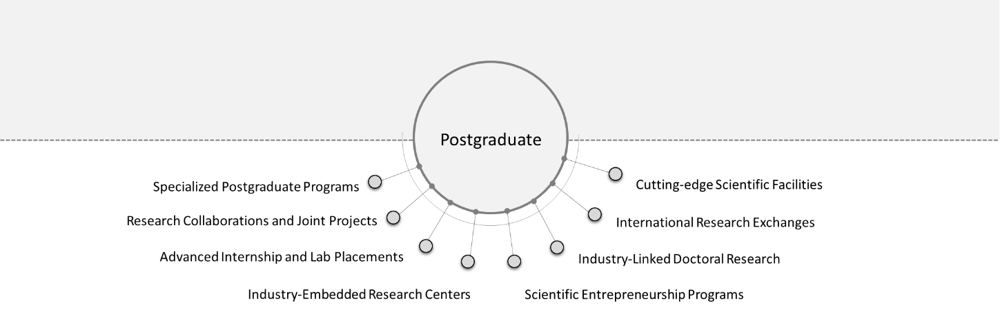 Postgraduate
Specialized Postgraduate Programs
Cutting-edge Scientific Facilities
Research Collaborations and Joint Projects
International Research Exchanges
Advanced Internship and Lab Placements
Industry-Linked Doctoral Research
Industry-Embedded Research Centers
Scientific Entrepreneurship Programs